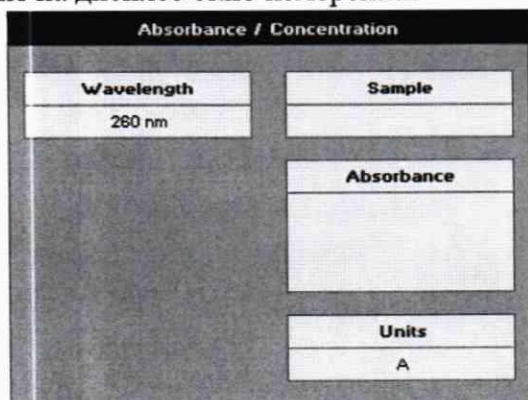 Absorbance / Concentration
Wavelength
260 nm
Sample
Absorbance
Units
A